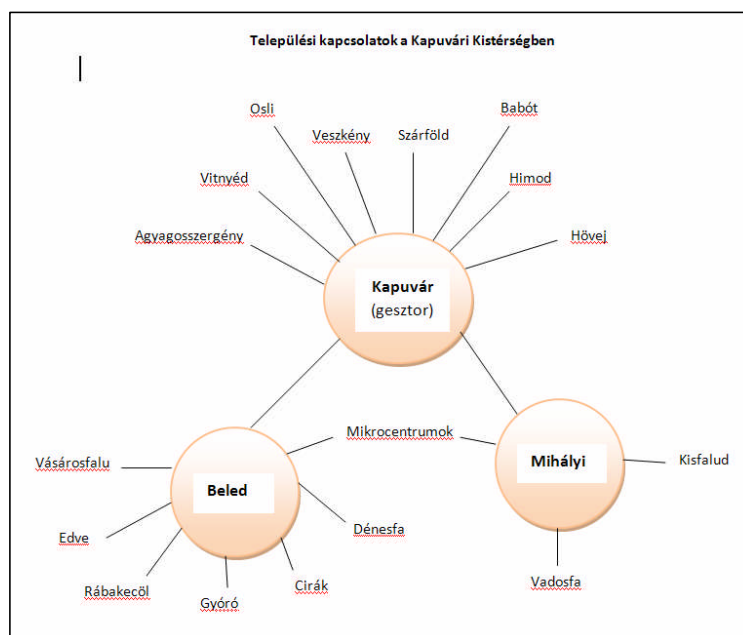 Települési kapcsolatok a Kapuvári Kistérségben
Osli
Babót
Veszkény
Szárföld
Vitnyéd
Himod
Agyagosszergény
Hövej
Kapuvár
(gesztor)
Mikrocentrumok
Vásárosfalu
Beled
Mihályi
Kisfalud
Edve
Dénesfa
Rábakecöl
Cirák
Gyóró
Vadosfa